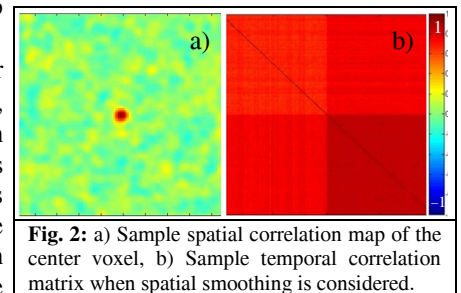 a)
b)
1
−1
Fig. 2: a) Sample spatial correlation map of the
center voxel, b) Sample temporal correlation
matrix when spatial smoothing is considered.